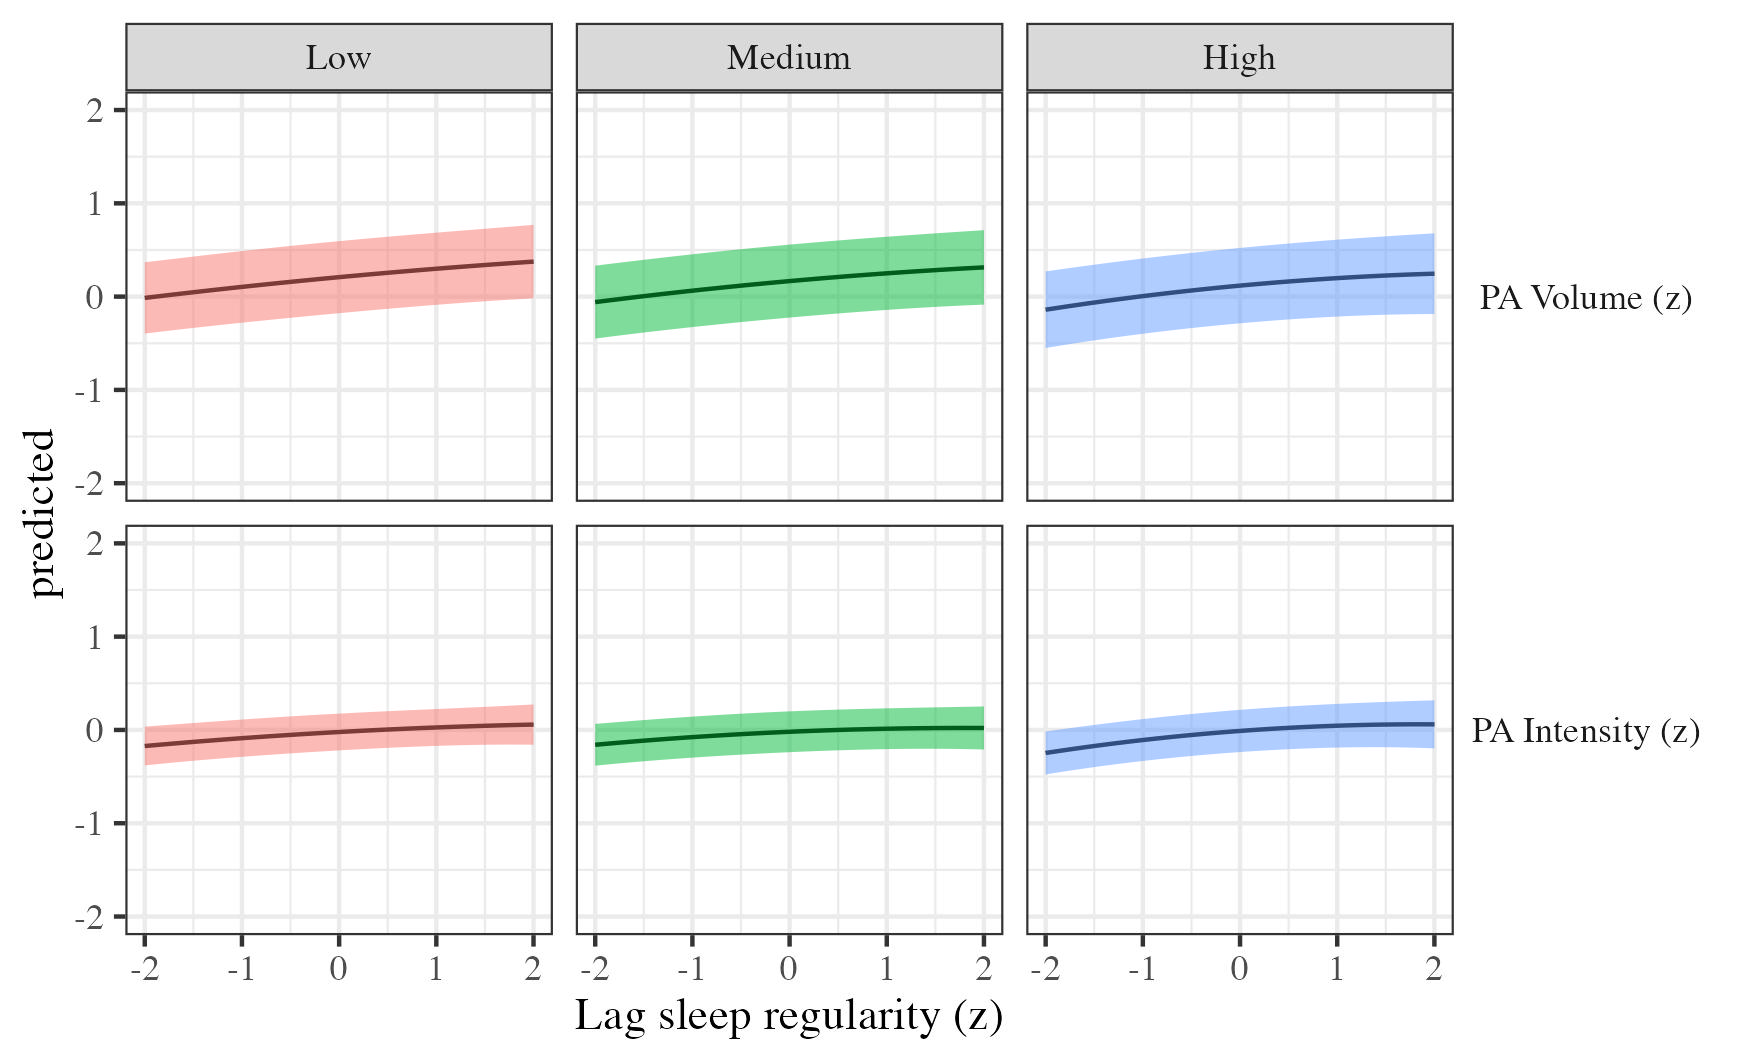 Low Medium High
2
1
0
-1
-2
PA Volume (z)
predicted
2
1
0
-1
-2
PA Intensity (z)
-2 -1 0 1 2 -2 -1 0 1 2 -2 -1 0 1 2
Lag sleep regularity (z)